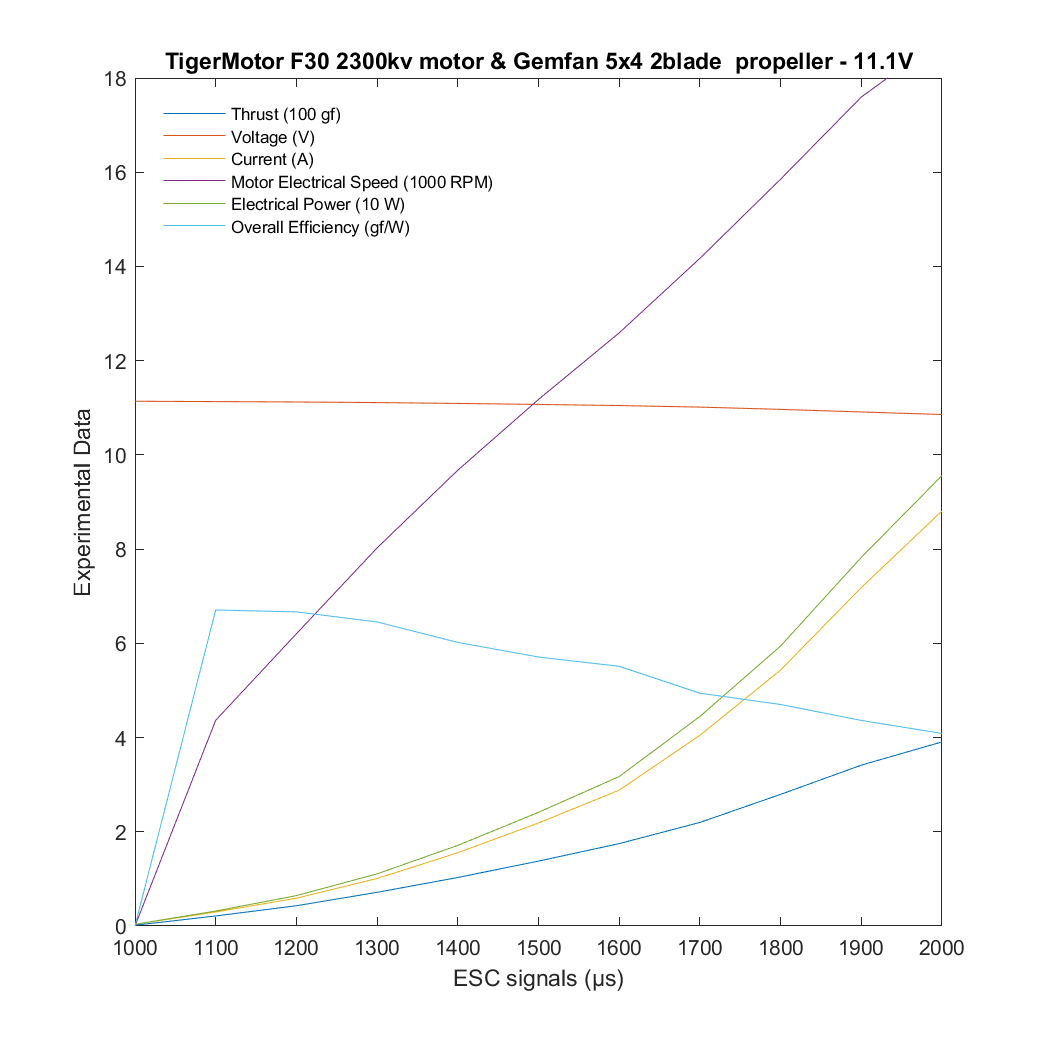 TigerMotor F30 2300kv motor & Gemfan 5x4 2blade  propeller - 11.1V
18
Thrust (100 gf)
Voltage (V)
Current (A)
Motor Electrical Speed (1000 RPM)
Electrical Power (10 W)
Overall Efficiency (gf/W)
16
14
12
10
8
6
4
2
0
Experimental Data
1000 1100 1200 1300 1400 1500 1600 1700 1800 1900 2000
ESC signals (μs)